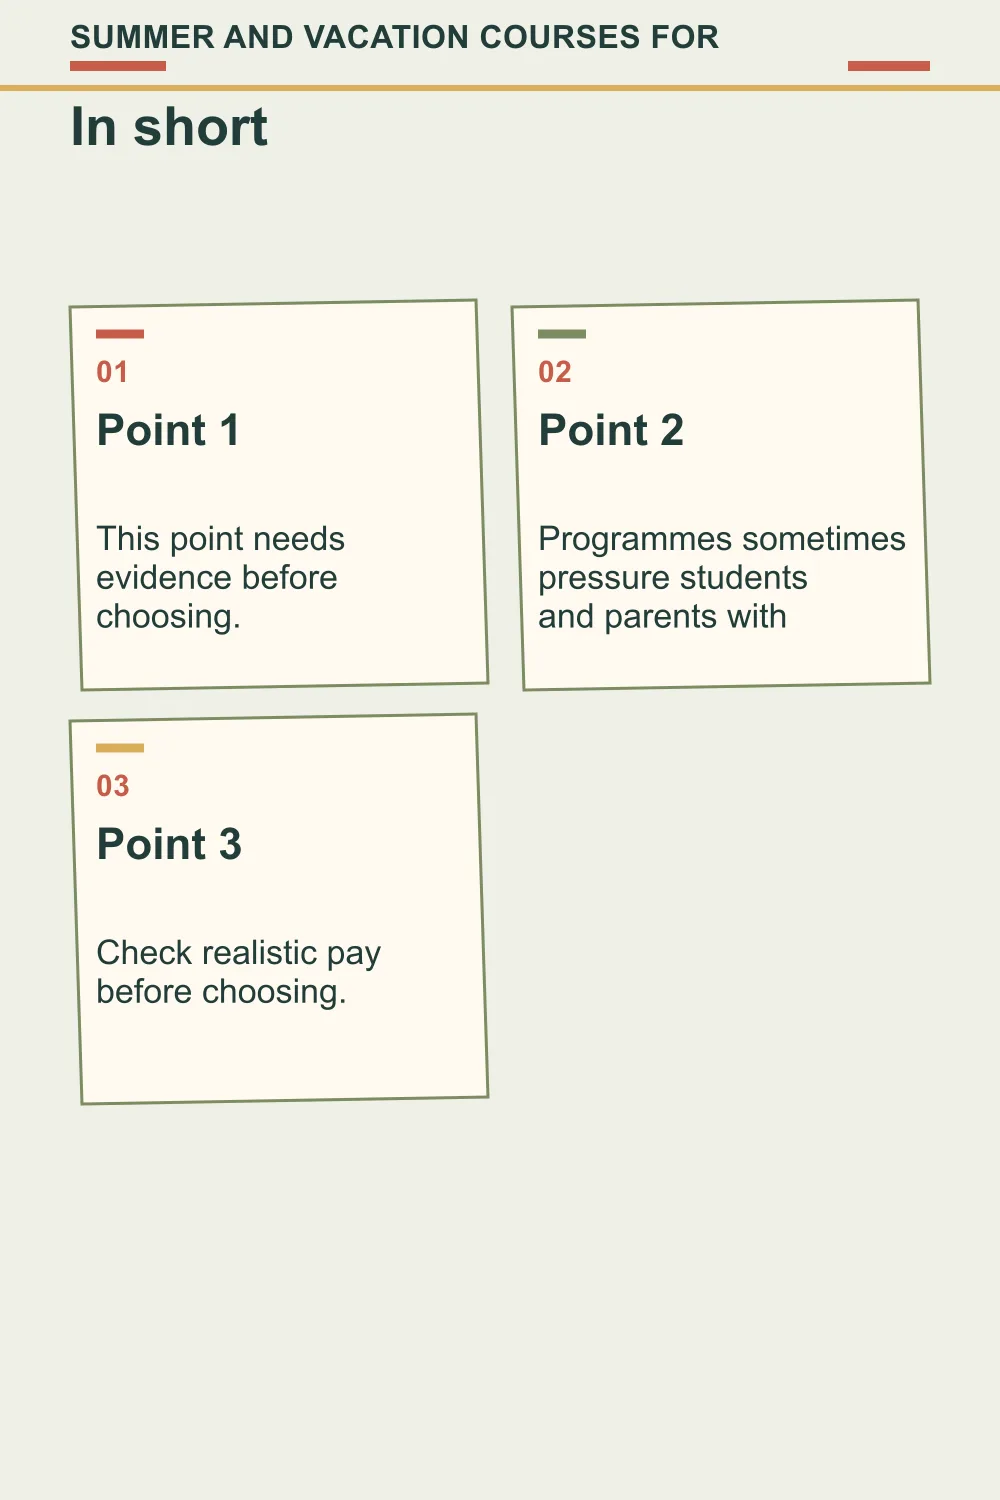 SUMMER AND VACATION COURSES FOR
In short
01
Point 1
This point needs
evidence before
choosing.
02
Point 2
Programmes sometimes
pressure students
and parents with
03
Point 3
Check realistic pay
before choosing.